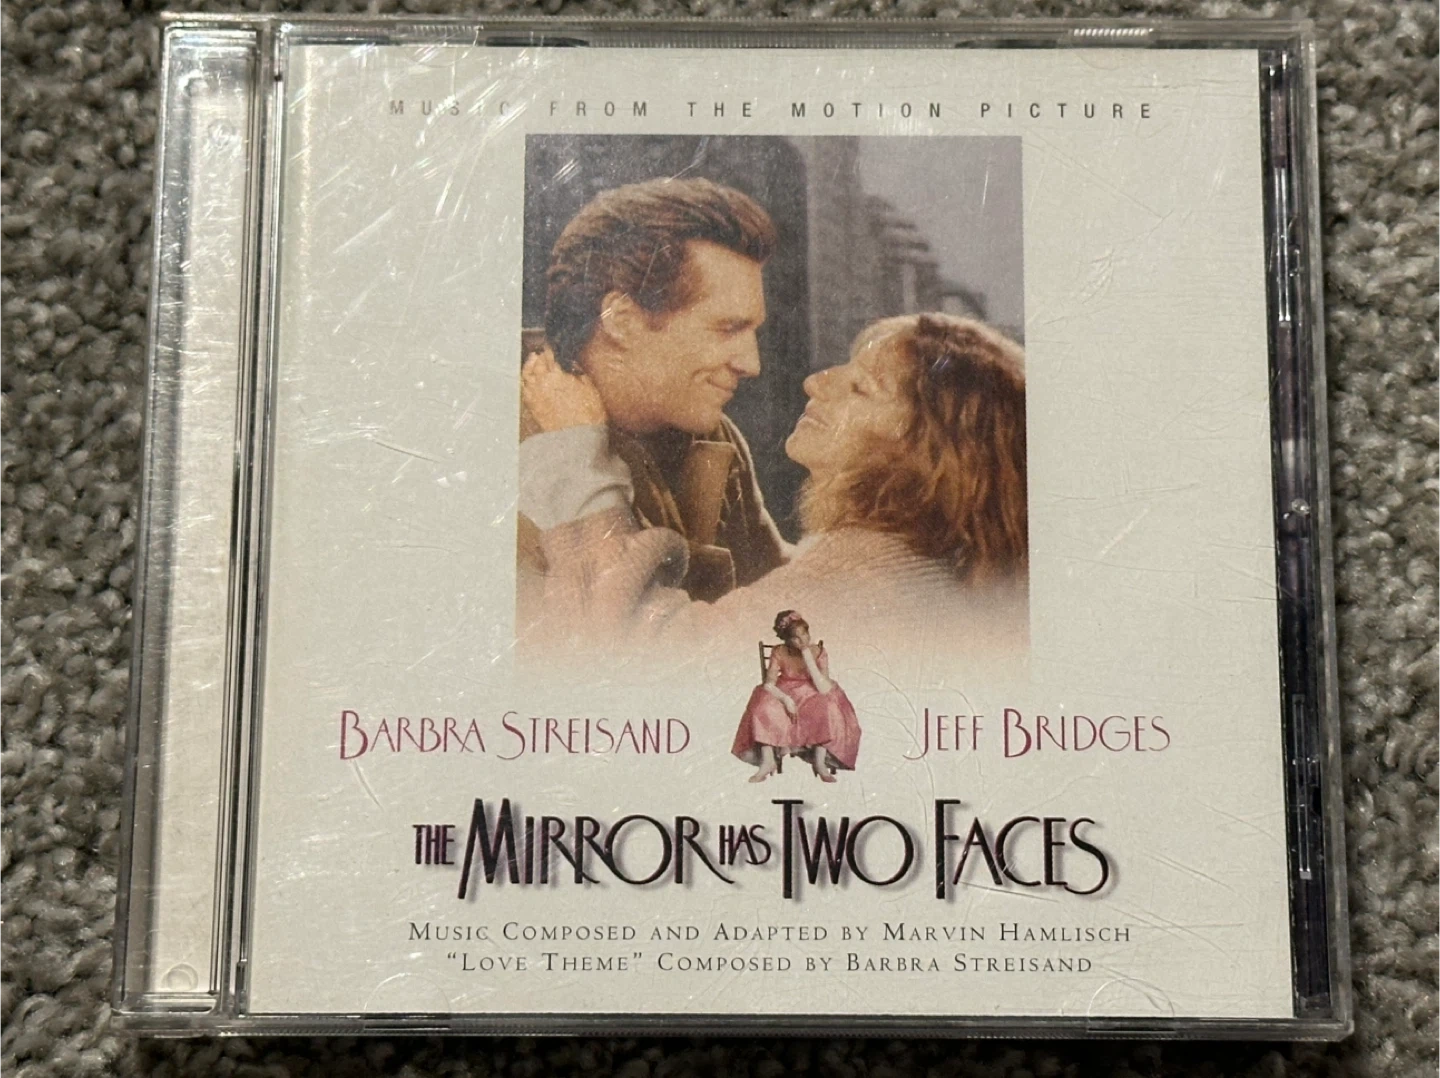 MUSIC FROM THE MOTION PICTURE
BARBRA STREISAND JEFF BRIDGES
THE MIRROR HAS TWO FACES
MUSIC COMPOSED AND ADAPTED BY MARVIN HAMLISCH
“LOVE THEME” COMPOSED BY BARBRA STREISAND